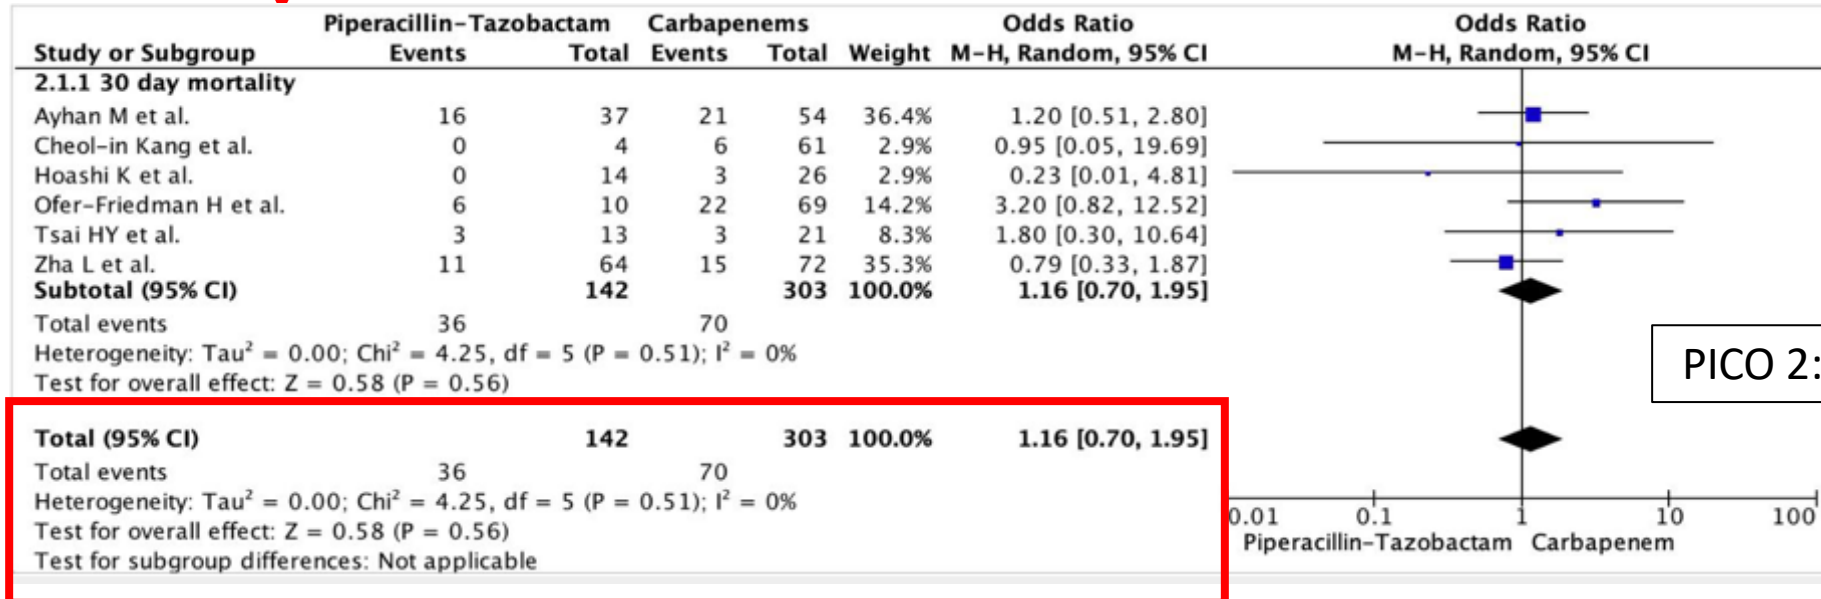 Piperacillin-Tazobactam Carbapenems Odds Ratio Odds Ratio
Study or Subgroup Events Total Events Total Weight M-H, Random, 95% CI M-H, Random, 95% CI
2.1.1 30 day mortality
Ayhan M et al. 16 37 21 54 36.4% 1.20 [0.51, 2.80]
Cheol-in Kang et al. 0 4 6 61 2.9% 0.95 [0.05, 19.69]
Hoashi K et al. 0 14 3 26 2.9% 0.23 [0.01, 4.81]
Ofer-Friedman H et al. 6 10 22 69 14.2% 3.20 [0.82, 12.52]
Tsai HY et al. 3 13 3 21 8.3% 1.80 [0.30, 10.64]
Zha L et al. 11 64 15 72 35.3% 0.79 [0.33, 1.87]
Subtotal (95% CI) 142 303 100.0% 1.16 [0.70, 1.95]
Total events 36 70
Heterogeneity: Tau² = 0.00; Chi² = 4.25, df = 5 (P = 0.51); I² = 0%
Test for overall effect: Z = 0.58 (P = 0.56)
PICO 2:
Total (95% CI) 142 303 100.0% 1.16 [0.70, 1.95]
Total events 36 70
Heterogeneity: Tau² = 0.00; Chi² = 4.25, df = 5 (P = 0.51); I² = 0%
Test for overall effect: Z = 0.58 (P = 0.56)
Test for subgroup differences: Not applicable
0.01 0.1 1 10 100
Piperacillin-Tazobactam Carbapenem